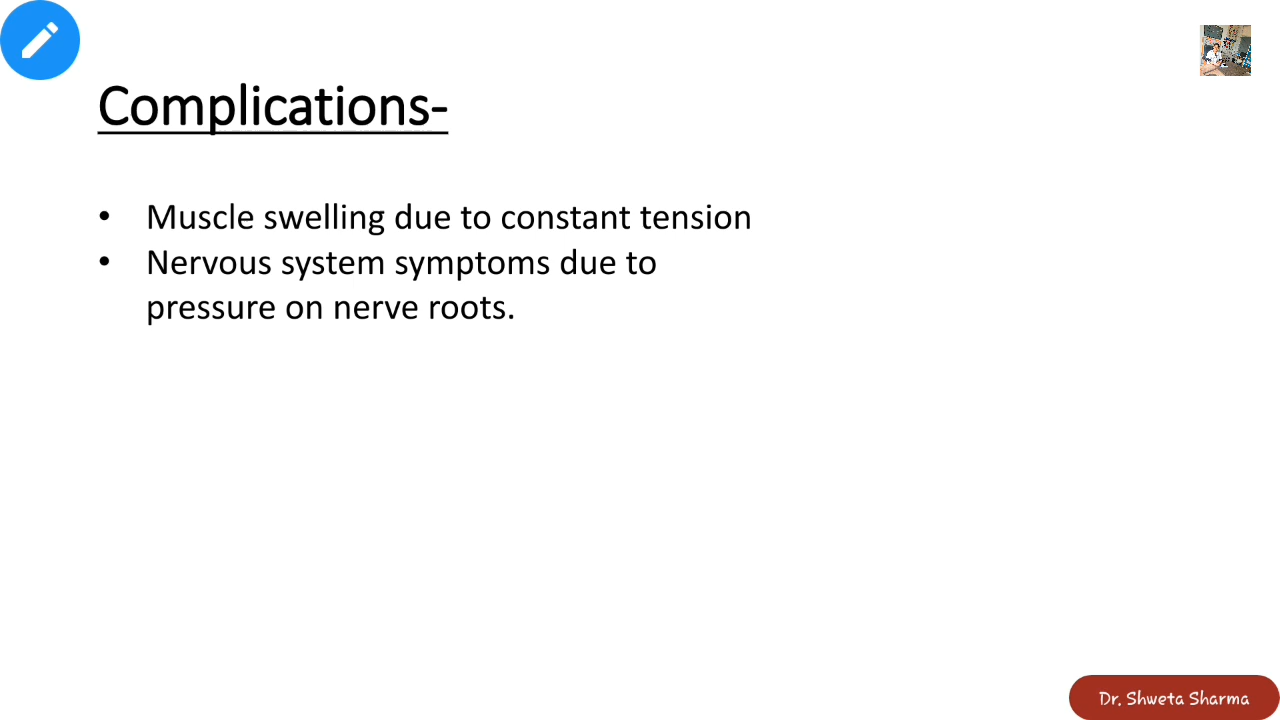 Complications-
• Muscle swelling due to constant tension
• Nervous system symptoms due to
pressure on nerve roots.
Dr. Shweta Sharma